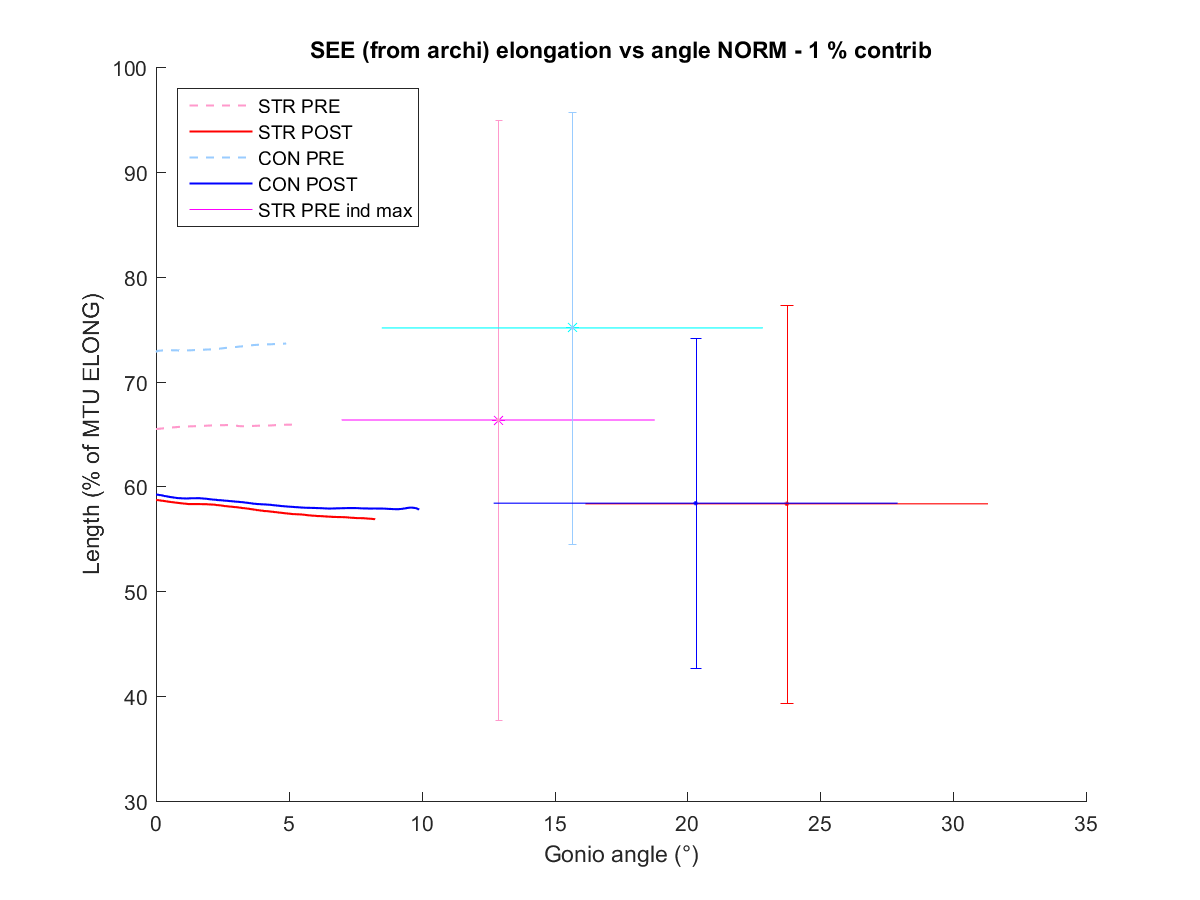 SEE (from archi) elongation vs angle NORM - 1 % contrib
100
90
80
70
60
50
40
30
Length (% of MTU ELONG)
STR PRE
STR POST
CON PRE
CON POST
STR PRE ind max
0 5 10 15 20 25 30 35
Gonio angle (°)